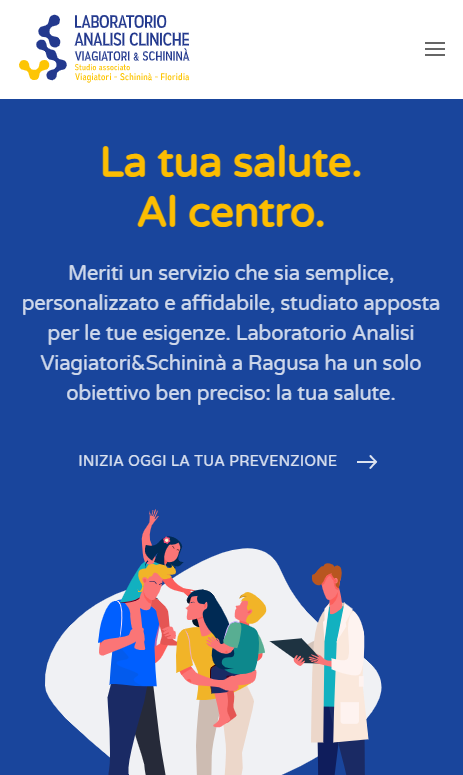 LABORATORIO
ANALISI CLINICHE
VIAGIATORI & SCHININÀ
Studio associato
Viagiatori - Schininà - Floridia
La tua salute.
Al centro.
Meriti un servizio che sia semplice,
personalizzato e affidabile, studiato apposta
per le tue esigenze. Laboratorio Analisi
Viagiatori&Schininà a Ragusa ha un solo
obiettivo ben preciso: la tua salute.
INIZIA OGGI LA TUA PREVENZIONE